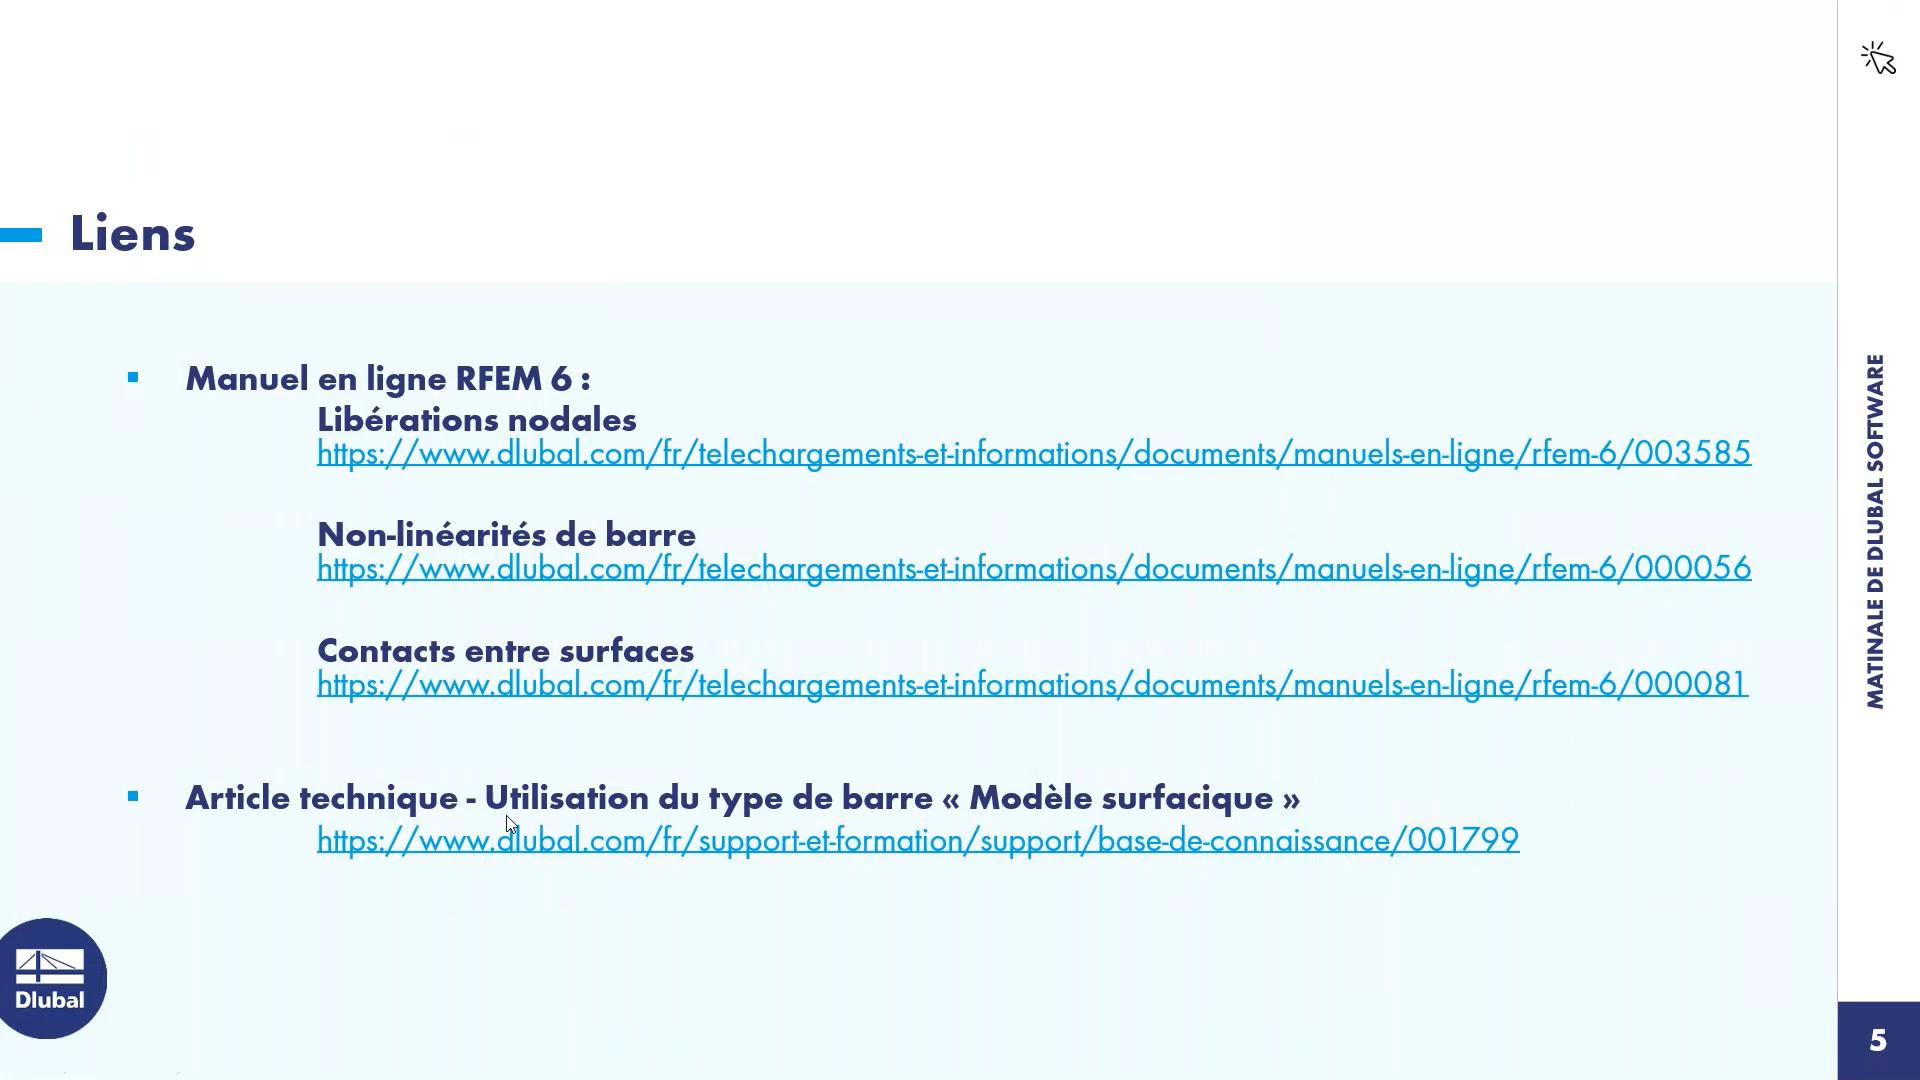 Liens
Manuel en ligne RFEM 6 :
Libérations nodales
https://www.dlubal.com/fr/telechargements-et-informations/documents/manuels-en-ligne/rfem-6/003585
Non-linéarités de barre
https://www.dlubal.com/fr/telechargements-et-informations/documents/manuels-en-ligne/rfem-6/000056
Contacts entre surfaces
https://www.dlubal.com/fr/telechargements-et-informations/documents/manuels-en-ligne/rfem-6/000081
Article technique - Utilisation du type de barre « Modèle surfacique »
https://www.dlubal.com/fr/support-et-formation/support/base-de-connaissance/001799
Dlubal
MATINALE DE DLUBAL SOFTWARE
5